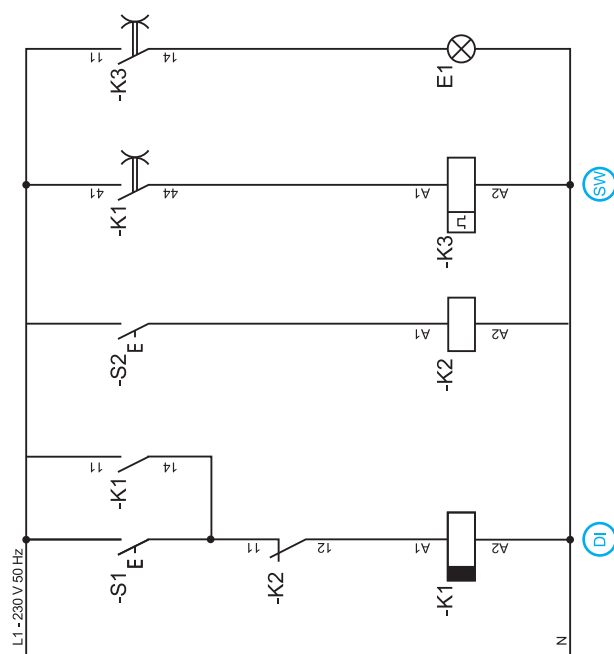 L1 - 230 V 50 Hz
-S1
E
-K1
11
14
-K2
11
12
-K1
A1
A2
DI
-S2
E
-K2
A1
A2
-K1
41
44
-K3
A1
A2
SW
-K3
11
14
E1
N